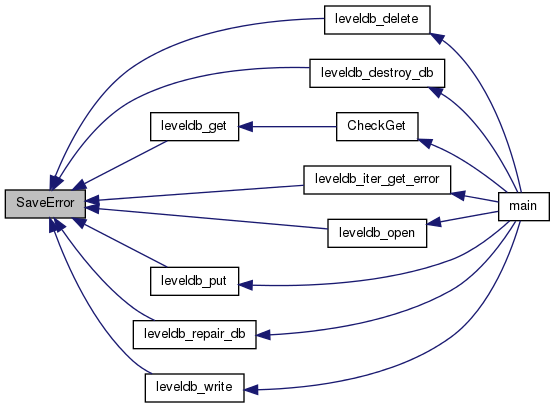 leveldb_delete
leveldb_destroy_db
leveldb_get
CheckGet
leveldb_iter_get_error
SaveError
main
leveldb_open
leveldb_put
leveldb_repair_db
leveldb_write